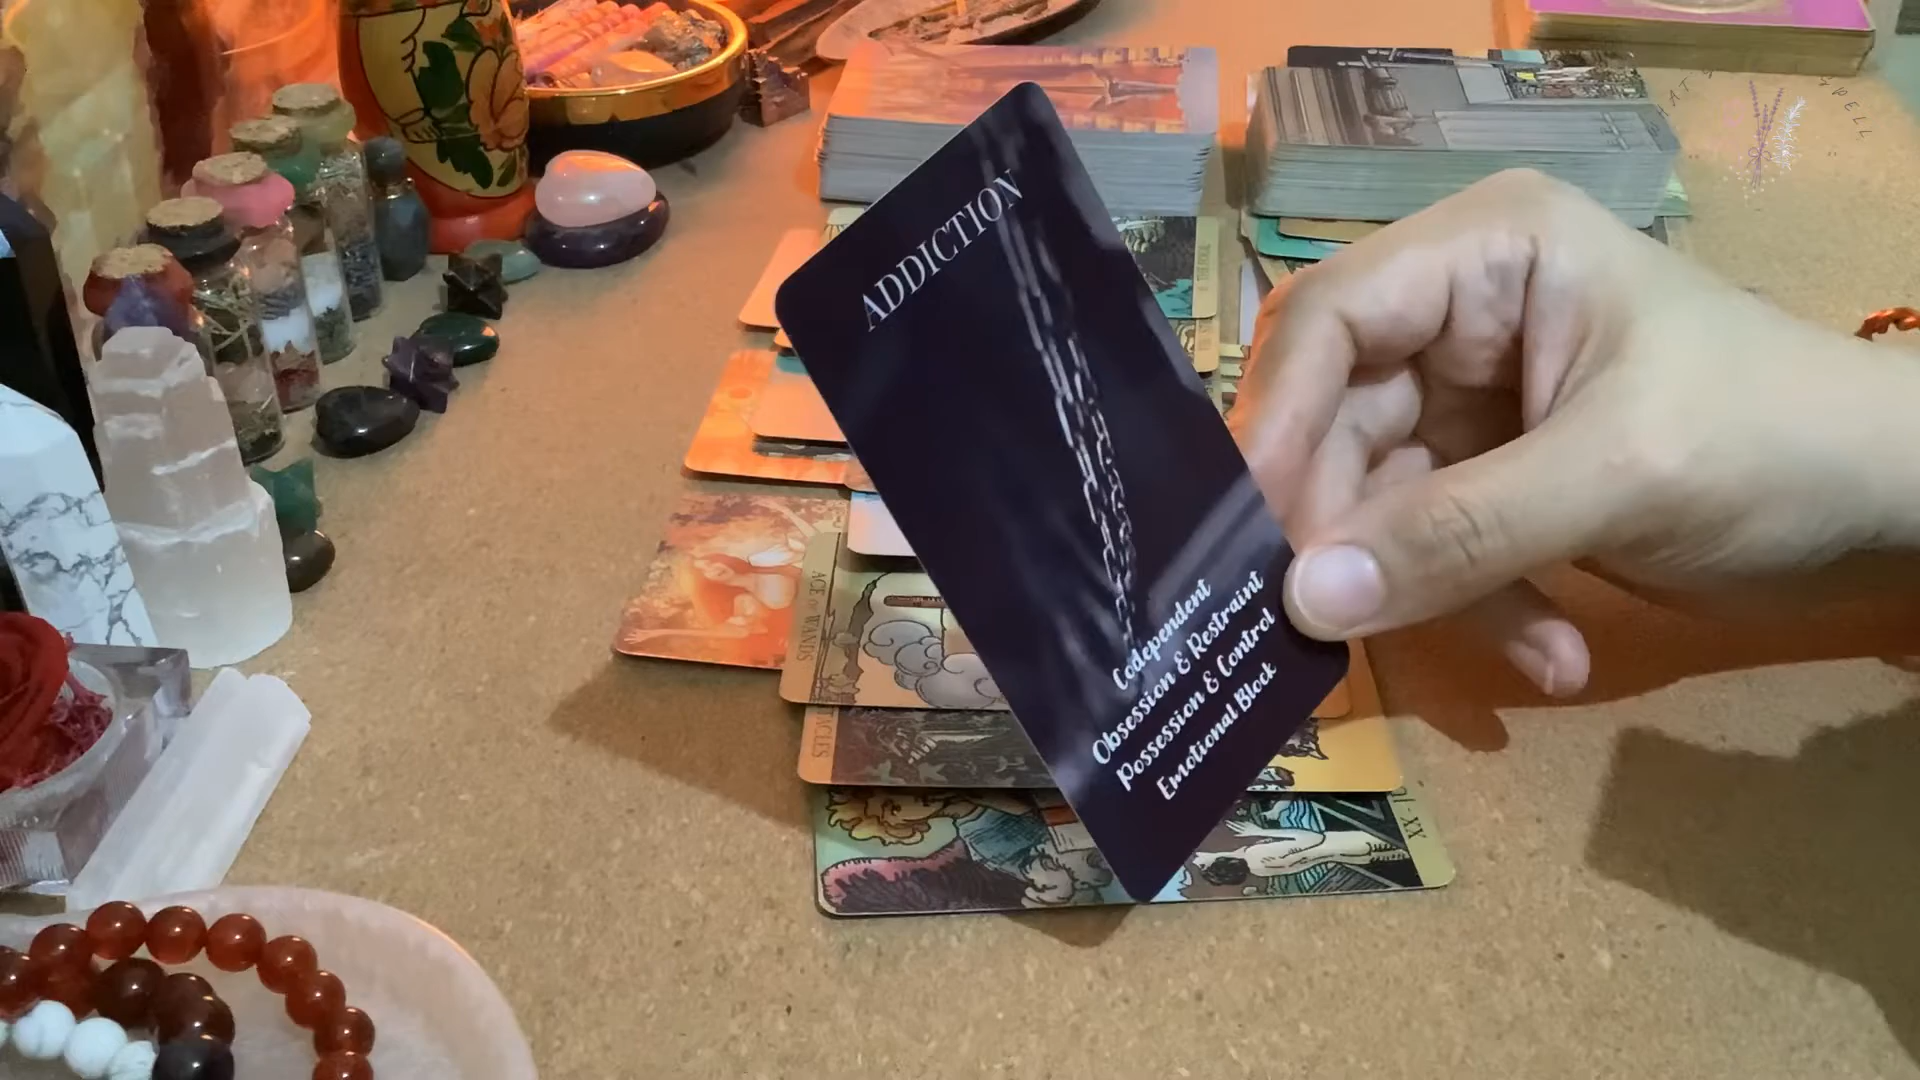 ADDICTION
Codependent
Obsession & Restraint
Possession & Control
Emotional Block
ACE of WANDS